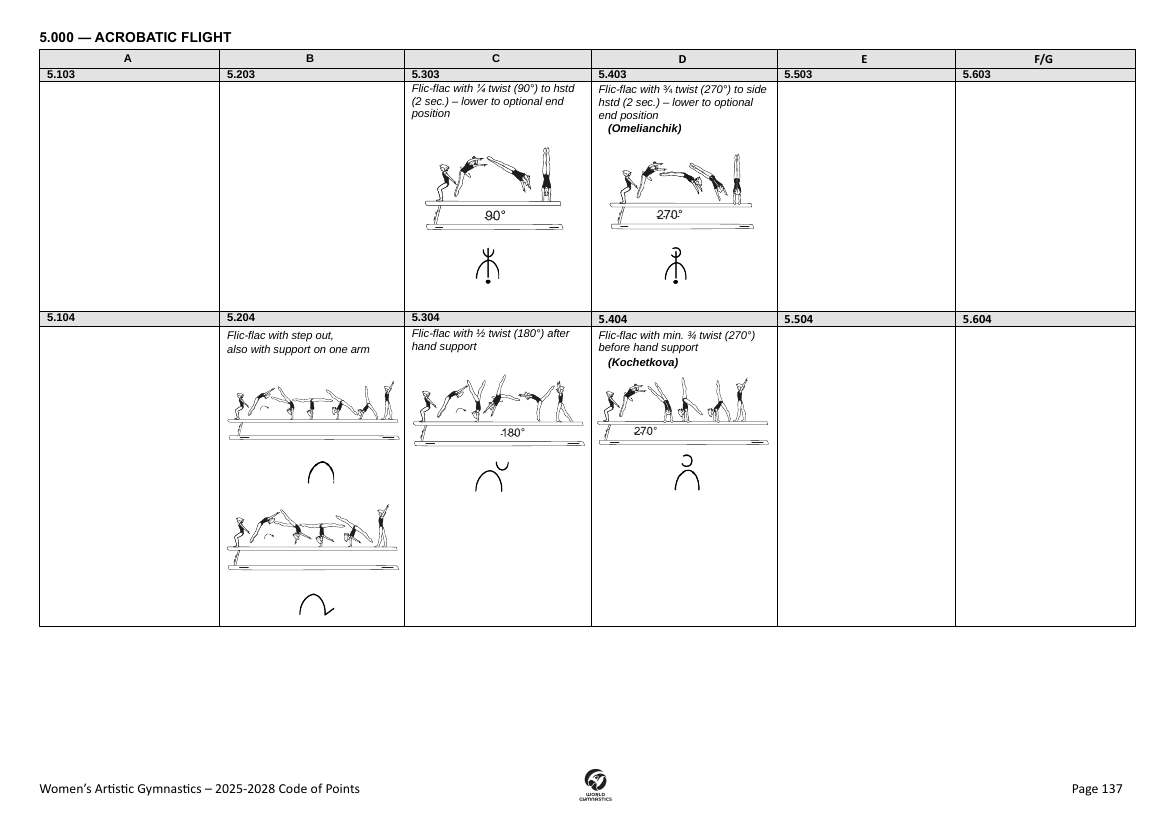 5.000 — ACROBATIC FLIGHT
A B C D E F/G
5.103 5.203 5.303 5.403 5.503 5.603
Flic-flac with ¼ twist (90°) to hstd
(2 sec.) – lower to optional end
position
Flic-flac with ¾ twist (270°) to side
hstd (2 sec.) – lower to optional
end position
(Omelianchik)
90°
270°
5.104 5.204 5.304 5.404 5.504 5.604
Flic-flac with step out,
also with support on one arm
Flic-flac with ½ twist (180°) after
hand support
Flic-flac with min. ¾ twist (270°)
before hand support
(Kochetkova)
180°
270°
Women's Artistic Gymnastics – 2025-2028 Code of Points
WORLD
GYMNASTICS
Page 137